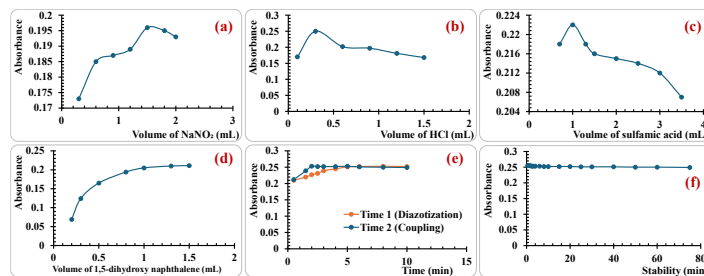 (a)
Absorbance
0.2
0.195
0.19
0.185
0.18
0.175
0.17
0 1 2 3
Volume of NaNO₂ (mL)
(b)
Absorbance
0.3
0.25
0.2
0.15
0.1
0.05
0
0 0.5 1 1.5 2
Volume of HCl (mL)
(c)
Absorbance
0.224
0.22
0.216
0.212
0.208
0.204
0 1 2 3 4
Voulme of sulfamic acid (mL)
(d)
Absorbance
0.25
0.2
0.15
0.1
0.05
0
0 0.5 1 1.5 2
Volume of 1,5-dihydroxy naphthalene (mL)
(e)
Absorbance
0.3
0.25
0.2
0.15
0.1
0.05
0
Time 1 (Diazotization)
Time 2 (Coupling)
0 5 10 15
Time (min)
(f)
Absorbance
0.3
0.25
0.2
0.15
0.1
0.05
0
0 20 40 60 80
Stability (min)